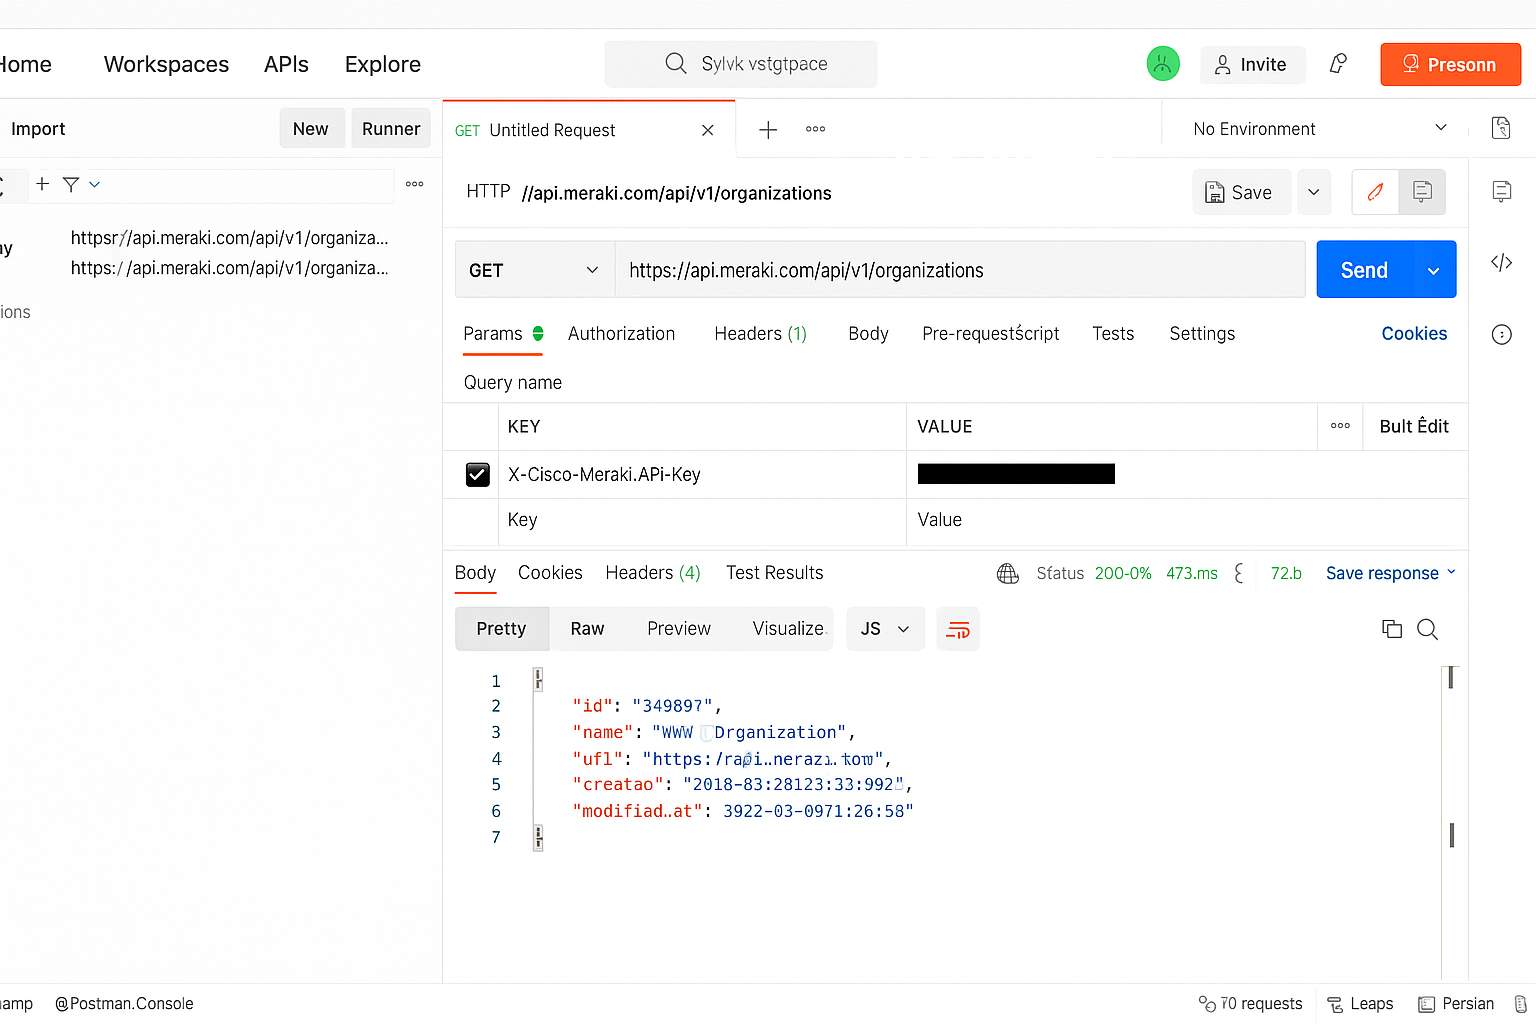 Home Workspaces APIs Explore Sylvk vstgtpace Invite Presonn
Import New Runner GET Untitled Request No Environment
HTTP //api.meraki.com/api/v1/organizations Save
httpsr//api.meraki.com/api/v1/organiza...
https://api.meraki.com/api/v1/organiza...
ny
ions
GET https://api.meraki.com/api/v1/organizations Send
Params Authorization Headers (1) Body Pre-requestŚcript Tests Settings Cookies
Query name
KEY VALUE Bult Êdit
X-Cisco-Meraki.APi-Key
Key Value
Body Cookies Headers (4) Test Results Sfatus 200-0% 473.ms 72.b Save response
Pretty Raw Preview Visualize. JS
1
2 "id": "349897",
3 "name": "WWW Drganization",
4 "ufl": "https:/rapi..nerazı..tom",
5 "creatao": "2018-83:28123:33:992",
6 "modifiad..at": 3922-03-0971:26:58"
7
amp @Postman.Console 70 requests Leaps Persian